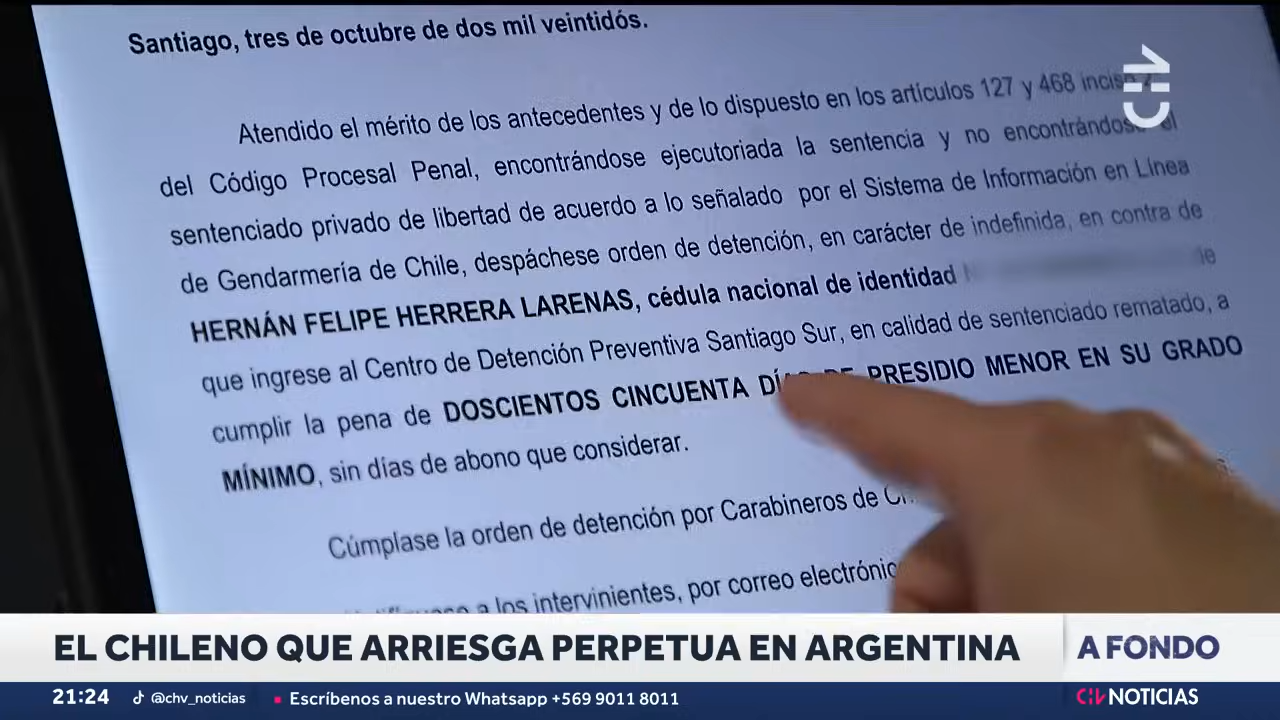 Santiago, tres de octubre de dos mil veintidós.
Atendido el mérito de los antecedentes y de lo dispuesto en los artículos 127 y 468 inciso 2
del Código Procesal Penal, encontrándose ejecutoriada la sentencia y no encontrándose el
sentenciado privado de libertad de acuerdo a lo señalado por el Sistema de Información en Línea
de Gendarmería de Chile, despáchese orden de detención, en carácter de indefinida, en contra de
HERNÁN FELIPE HERRERA LARENAS, cédula nacional de identidad
que ingrese al Centro de Detención Preventiva Santiago Sur, en calidad de sentenciado rematado, a
cumplir la pena de DOSCIENTOS CINCUENTA DÍAS DE PRESIDIO MENOR EN SU GRADO
MÍNIMO, sin días de abono que considerar.
Cúmplase la orden de detención por Carabineros de
a los intervinientes, por correo
EL CHILENO QUE ARRIESGA PERPETUA EN ARGENTINA
A FONDO
21:24 @chv_noticias Escríbenos a nuestro Whatsapp +569 9011 8011 CHV NOTICIAS